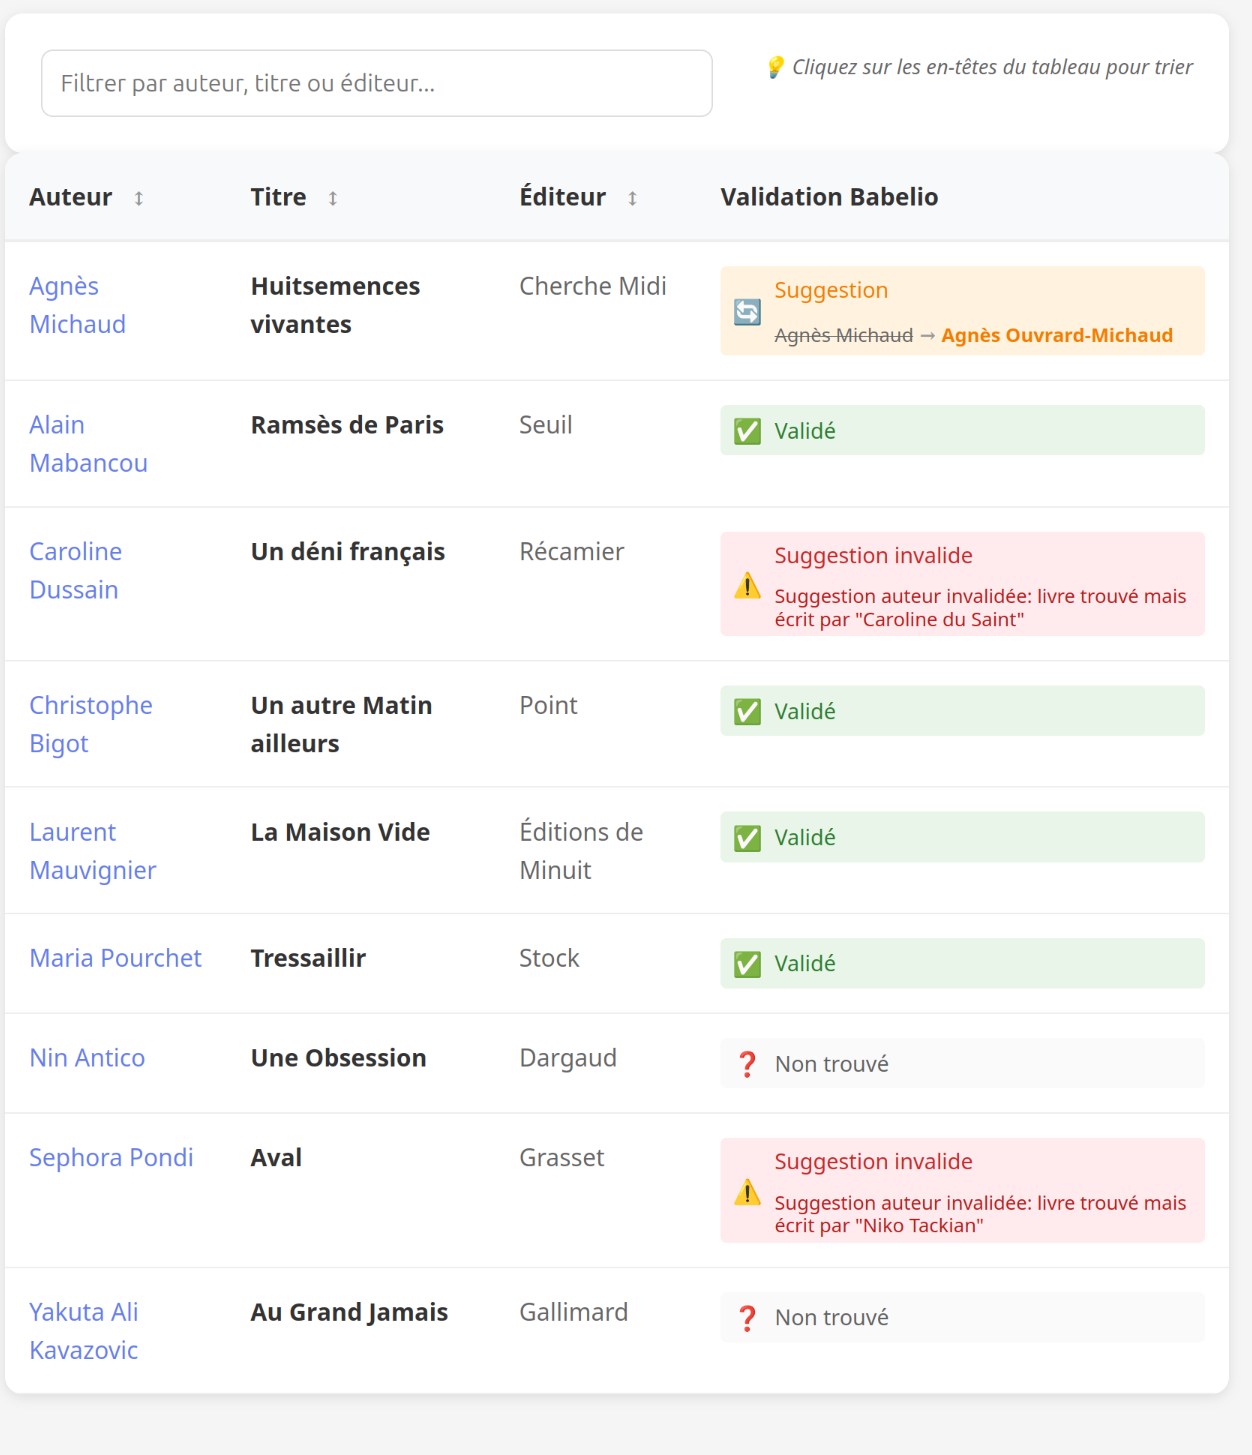 Filtrer par auteur, titre ou éditeur...
💡 Cliquez sur les en-têtes du tableau pour trier
Auteur ↕ Titre ↕ Éditeur ↕ Validation Babelio
Agnès
Michaud
Huitsemences
vivantes
Cherche Midi
🔄 Suggestion
Agnès Michaud → Agnès Ouvrard-Michaud
Alain
Mabancou
Ramsès de Paris
Seuil
✅ Validé
Caroline
Dussain
Un déni français
Récamier
⚠️ Suggestion invalide
Suggestion auteur invalidée: livre trouvé mais
écrit par "Caroline du Saint"
Christophe
Bigot
Un autre Matin
ailleurs
Point
✅ Validé
Laurent
Mauvignier
La Maison Vide
Éditions de
Minuit
✅ Validé
Maria Pourchet
Tressaillir
Stock
✅ Validé
Nin Antico
Une Obsession
Dargaud
❓ Non trouvé
Sephora Pondi
Aval
Grasset
⚠️ Suggestion invalide
Suggestion auteur invalidée: livre trouvé mais
écrit par "Niko Tackian"
Yakuta Ali
Kavazovic
Au Grand Jamais
Gallimard
❓ Non trouvé